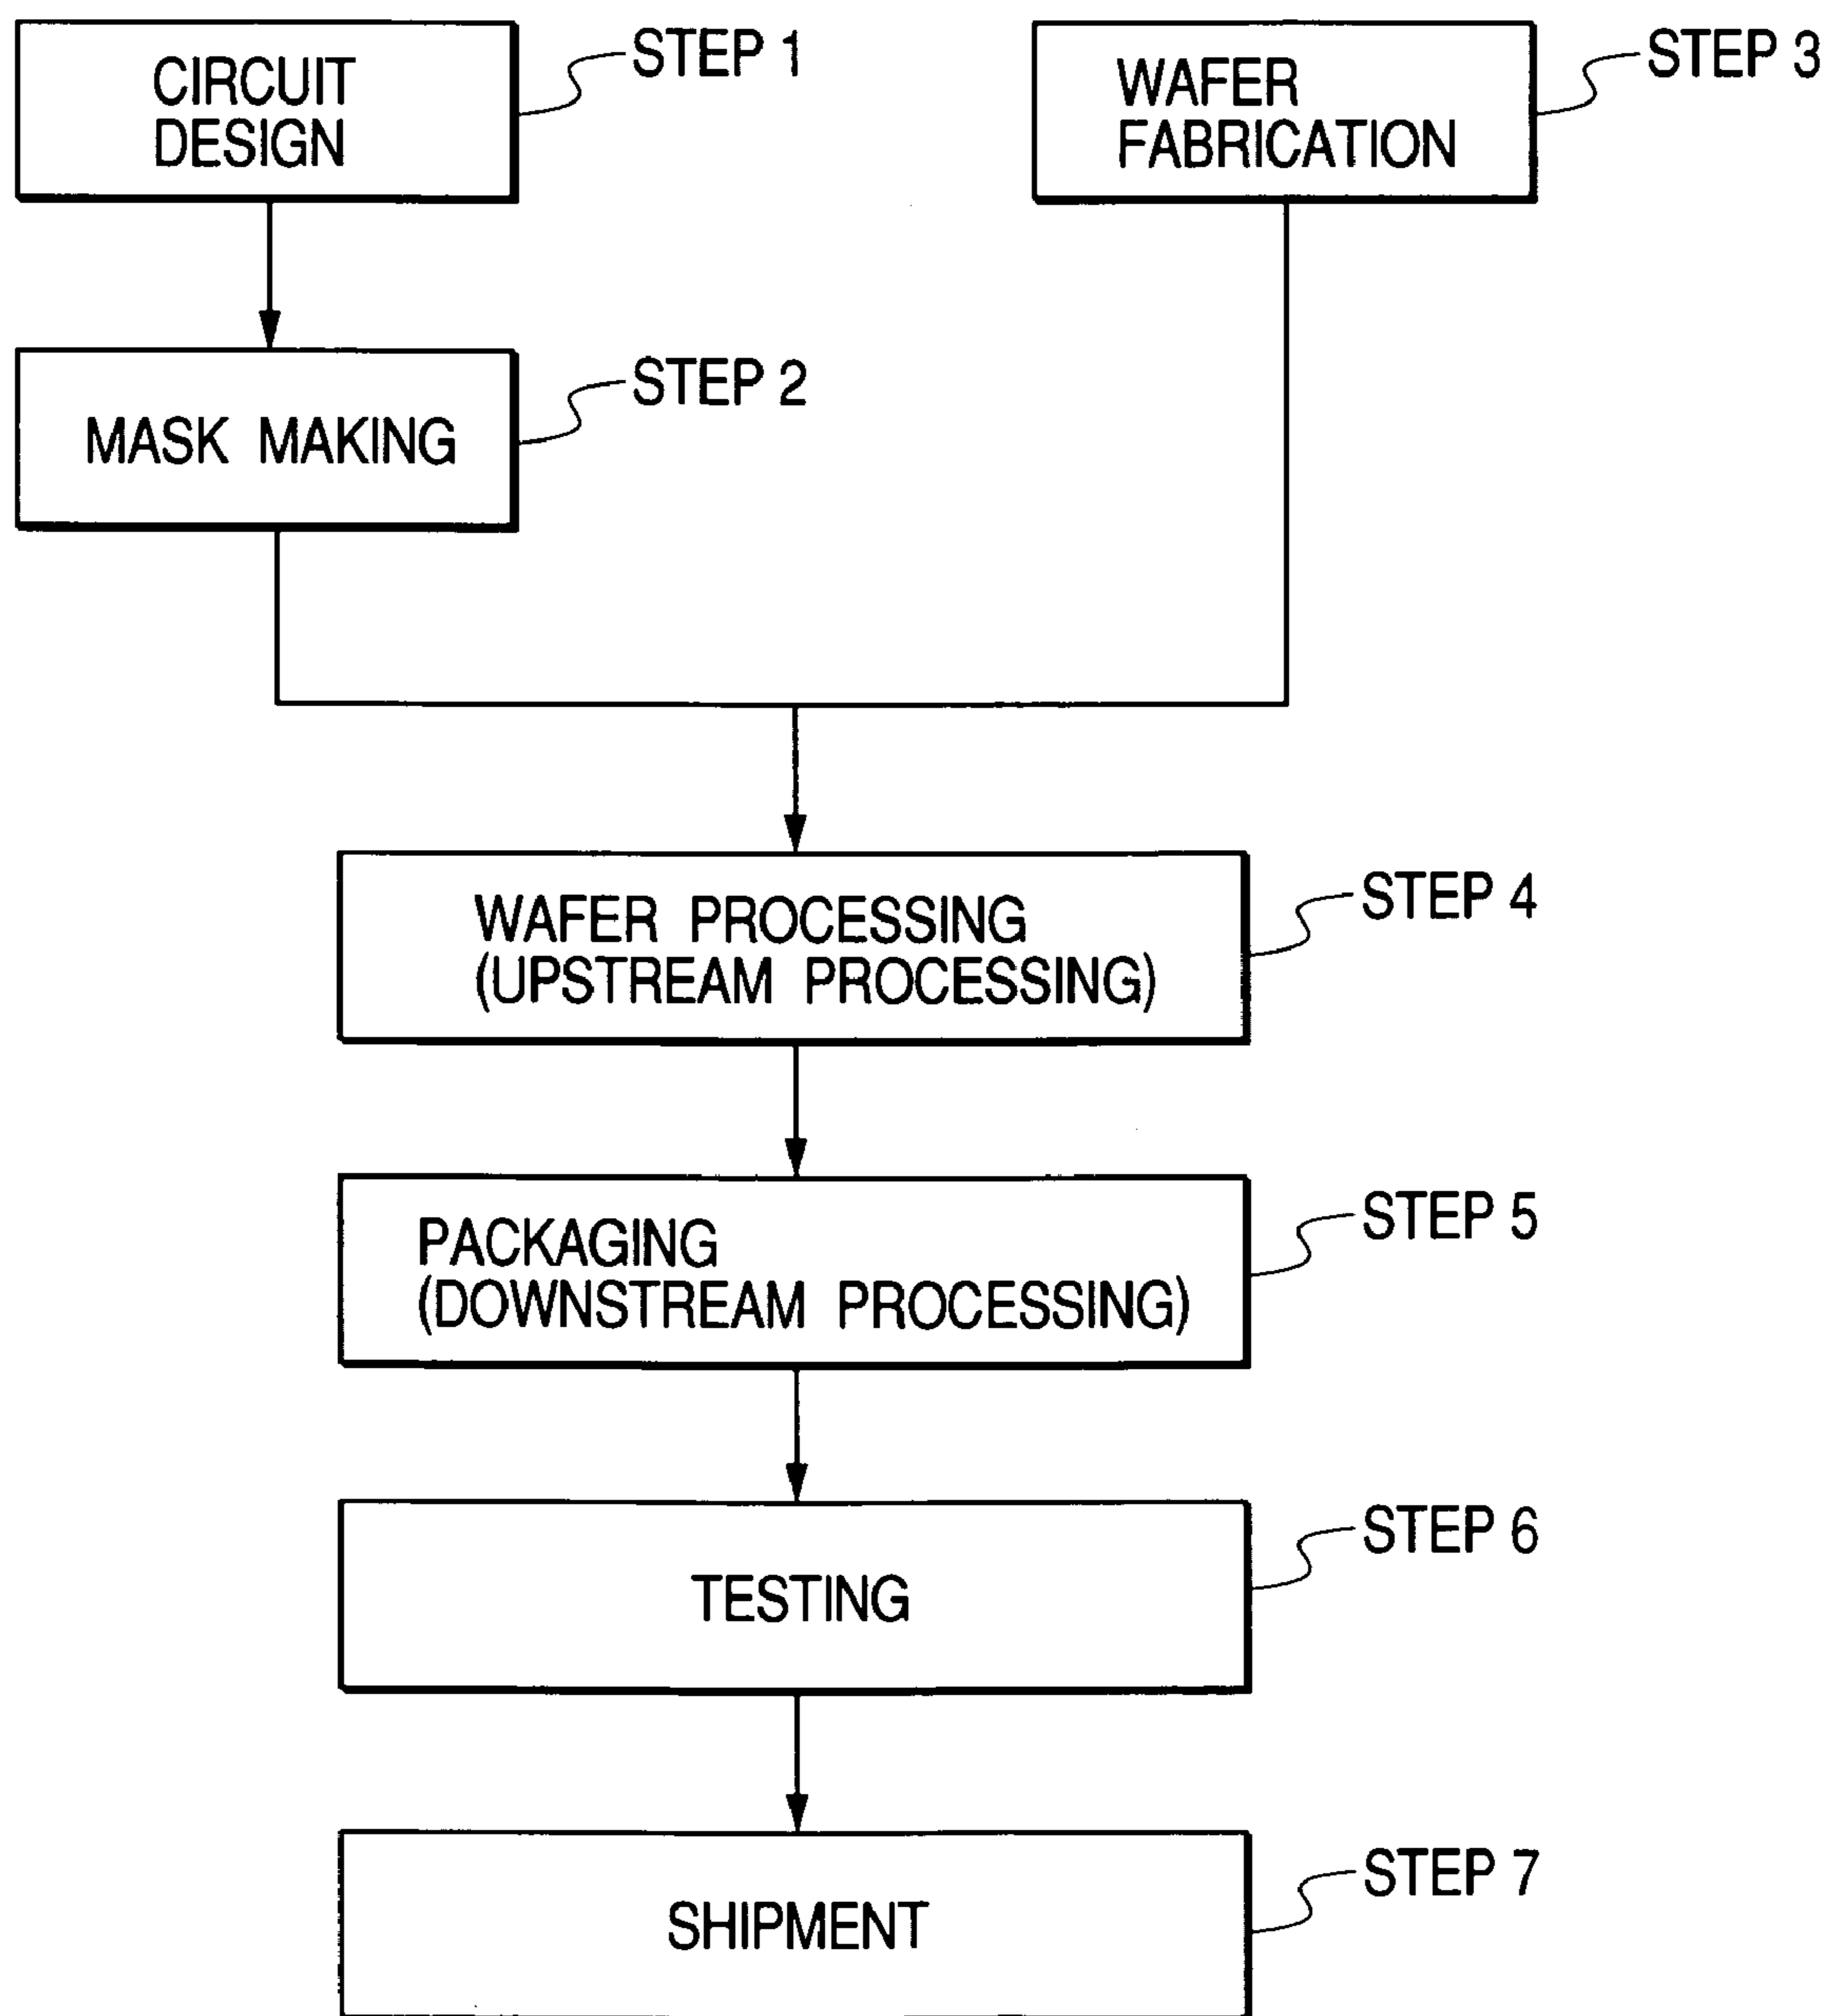 CIRCUIT
DESIGN
STEP 1
WAFER
FABRICATION
STEP 3
MASK MAKING
STEP 2
WAFER PROCESSING
(UPSTREAM PROCESSING)
STEP 4
PACKAGING
(DOWNSTREAM PROCESSING)
STEP 5
TESTING
STEP 6
SHIPMENT
STEP 7